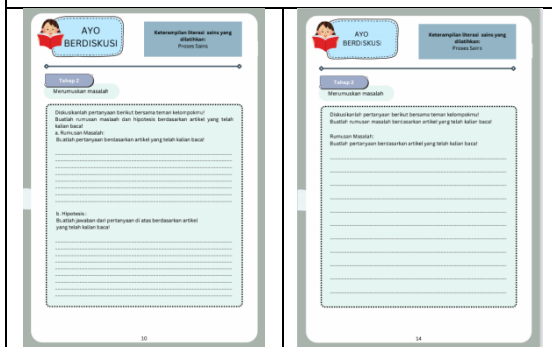 AYO
BERDISKUSI
Keterampilan literasi sains yang
dilatihkan:
Proses Sains
Tahap 2
Merumuskan masalah
Diskusikanlah pertanyaan berikut bersama teman kelompokmu!
Buatlah rumusan masalah dan hipotesis berdasarkan artikel yang telah
kalian baca!
a. Rumusan Masalah:
Buatlah pertanyaan berdasarkan artikel yang telah kalian baca!
b. Hipotesis:
Buatlah jawaban dari pertanyaan di atas berdasarkan artikel
yang telah kalian baca!
10
AYO
BERDISKUSI
Keterampilan literasi sains yang
dilatihkan:
Proses Sains
Tahap 2
Merumuskan masalah
Diskusikanlah pertanyaan berikut bersama teman kelompokmu!
Buatlah rumusan masalah berdasarkan artikel yang telah kalian baca!
Rumusan Masalah:
Buatlah pertanyaan berdasarkan artikel yang telah kalian baca!
14